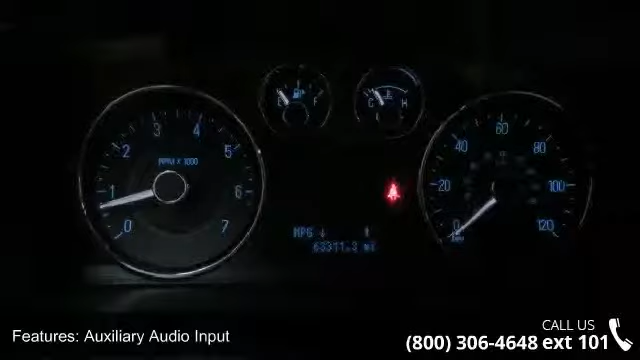 E F
C H
0 1 2 3 4 5 6 7
RPM X 1000
0 20 40 60 80 100 120
MPG ↓ ↑
63311.3 mi
Features: Auxiliary Audio Input
CALL US
(800) 306-4648 ext 101